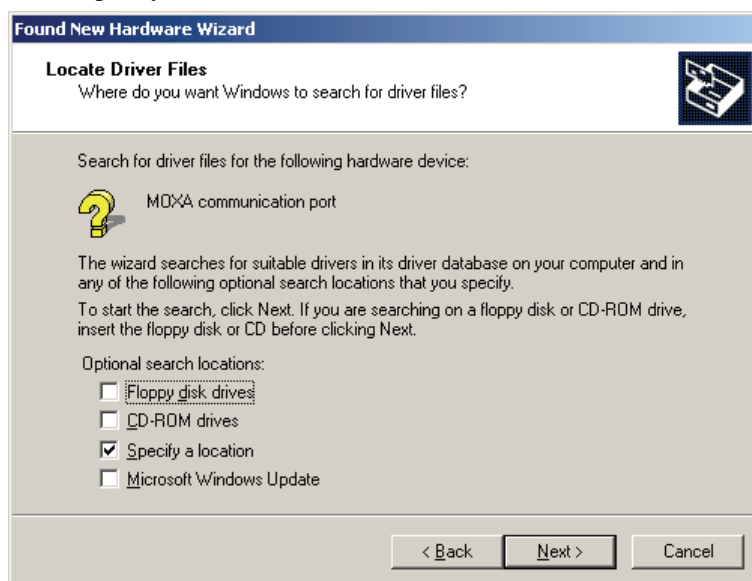 Found New Hardware Wizard
Locate Driver Files
Where do you want Windows to search for driver files?
Search for driver files for the following hardware device:
MOXA communication port
The wizard searches for suitable drivers in its driver database on your computer and in
any of the following optional search locations that you specify.
To start the search, click Next. If you are searching on a floppy disk or CD-ROM drive,
insert the floppy disk or CD before clicking Next.
Optional search locations:
Floppy disk drives
CD-ROM drives
Specify a location
Microsoft Windows Update
< Back Next > Cancel